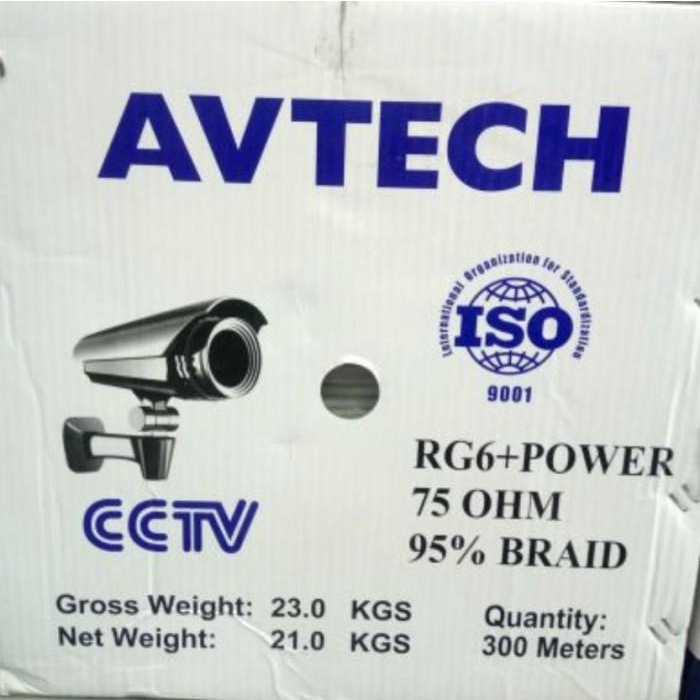 AVTECH
International Organization for Standardization
ISO
9001
RG6+POWER
75 OHM
95% BRAID
CCTV
Gross Weight: 23.0 KGS
Net Weight: 21.0 KGS
Quantity:
300 Meters